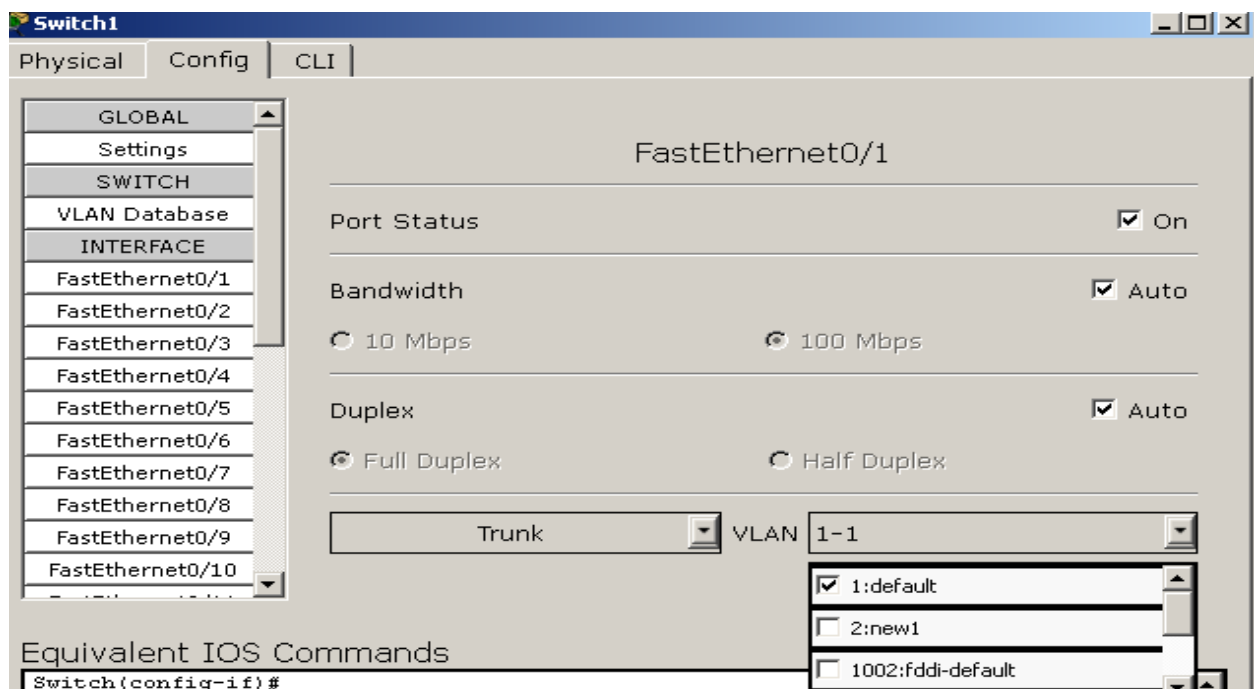 Switch1
Physical Config CLI
GLOBAL
Settings
SWITCH
VLAN Database
INTERFACE
FastEthernet0/1
FastEthernet0/2
FastEthernet0/3
FastEthernet0/4
FastEthernet0/5
FastEthernet0/6
FastEthernet0/7
FastEthernet0/8
FastEthernet0/9
FastEthernet0/10
FastEthernet0/1
Port Status On
Bandwidth Auto
10 Mbps 100 Mbps
Duplex Auto
Full Duplex Half Duplex
Trunk VLAN 1-1
1:default
2:new1
1002:fddi-default
Equivalent IOS Commands
Switch(config-if)#